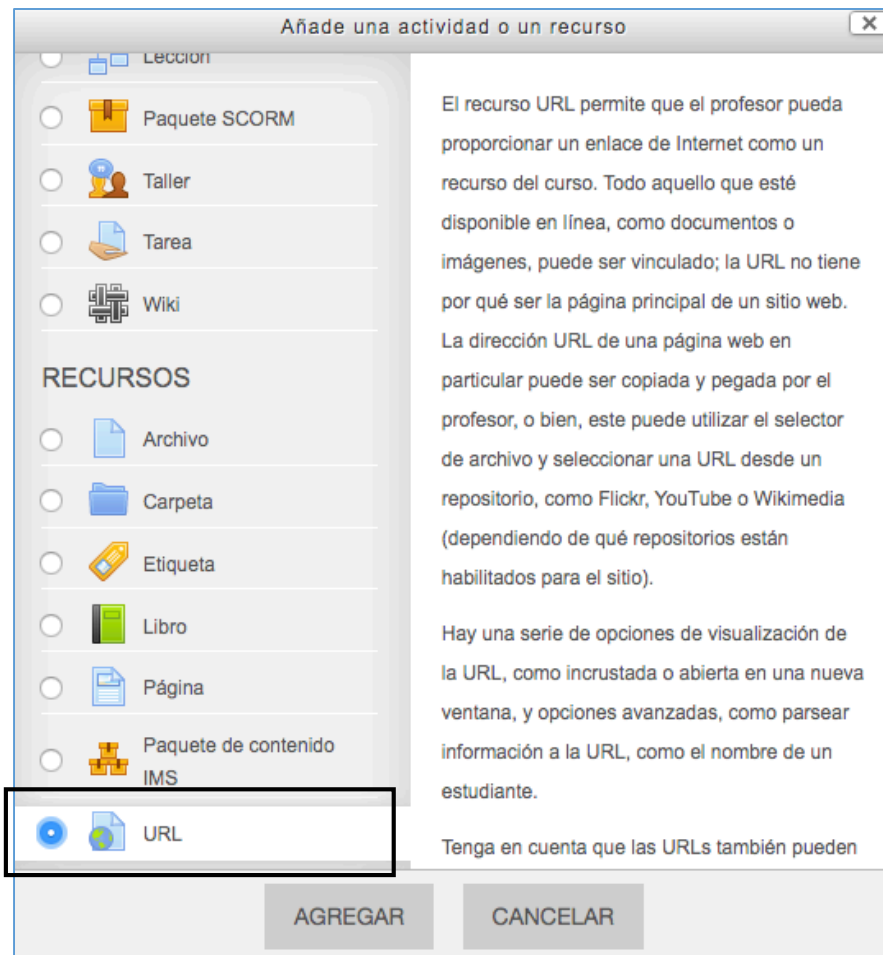 Añade una actividad o un recurso
Lección
Paquete SCORM
Taller
Tarea
Wiki
RECURSOS
Archivo
Carpeta
Etiqueta
Libro
Página
Paquete de contenido
IMS
URL
El recurso URL permite que el profesor pueda
proporcionar un enlace de Internet como un
recurso del curso. Todo aquello que esté
disponible en línea, como documentos o
imágenes, puede ser vinculado; la URL no tiene
por qué ser la página principal de un sitio web.
La dirección URL de una página web en
particular puede ser copiada y pegada por el
profesor, o bien, este puede utilizar el selector
de archivo y seleccionar una URL desde un
repositorio, como Flickr, YouTube o Wikimedia
(dependiendo de qué repositorios están
habilitados para el sitio).
Hay una serie de opciones de visualización de
la URL, como incrustada o abierta en una nueva
ventana, y opciones avanzadas, como parsear
información a la URL, como el nombre de un
estudiante.
Tenga en cuenta que las URLs también pueden
AGREGAR
CANCELAR